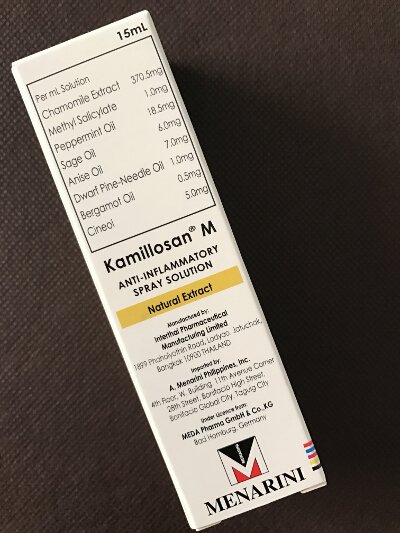 15mL
Per mL Solution
Chamomile Extract 370.5mg
Methyl Salicylate 1.0mg
Peppermint Oil 18.5mg
Sage Oil 6.0mg
Anise Oil 7.0mg
Dwarf Pine-Needle Oil 1.0mg
Bergamot Oil 0.5mg
Cineol 5.0mg
Kamillosan® M
ANTI-INFLAMMATORY
SPRAY SOLUTION
Natural Extract
Manufactured by:
Interthai Pharmaceutical
Manufacturing Limited
1899 Phaholyothin Road, Ladyao, Jatuchak,
Bangkok 10900 THAILAND
Imported by:
A. Menarini Philippines, Inc.
4th Floor, W. Building 11th Avenue Corner
28th Street, Bonifacio High Street,
Bonifacio Global City, Taguig City
Under Licence from:
MEDA Pharma GmbH & Co. KG
Bad Homburg, Germany
MENARINI